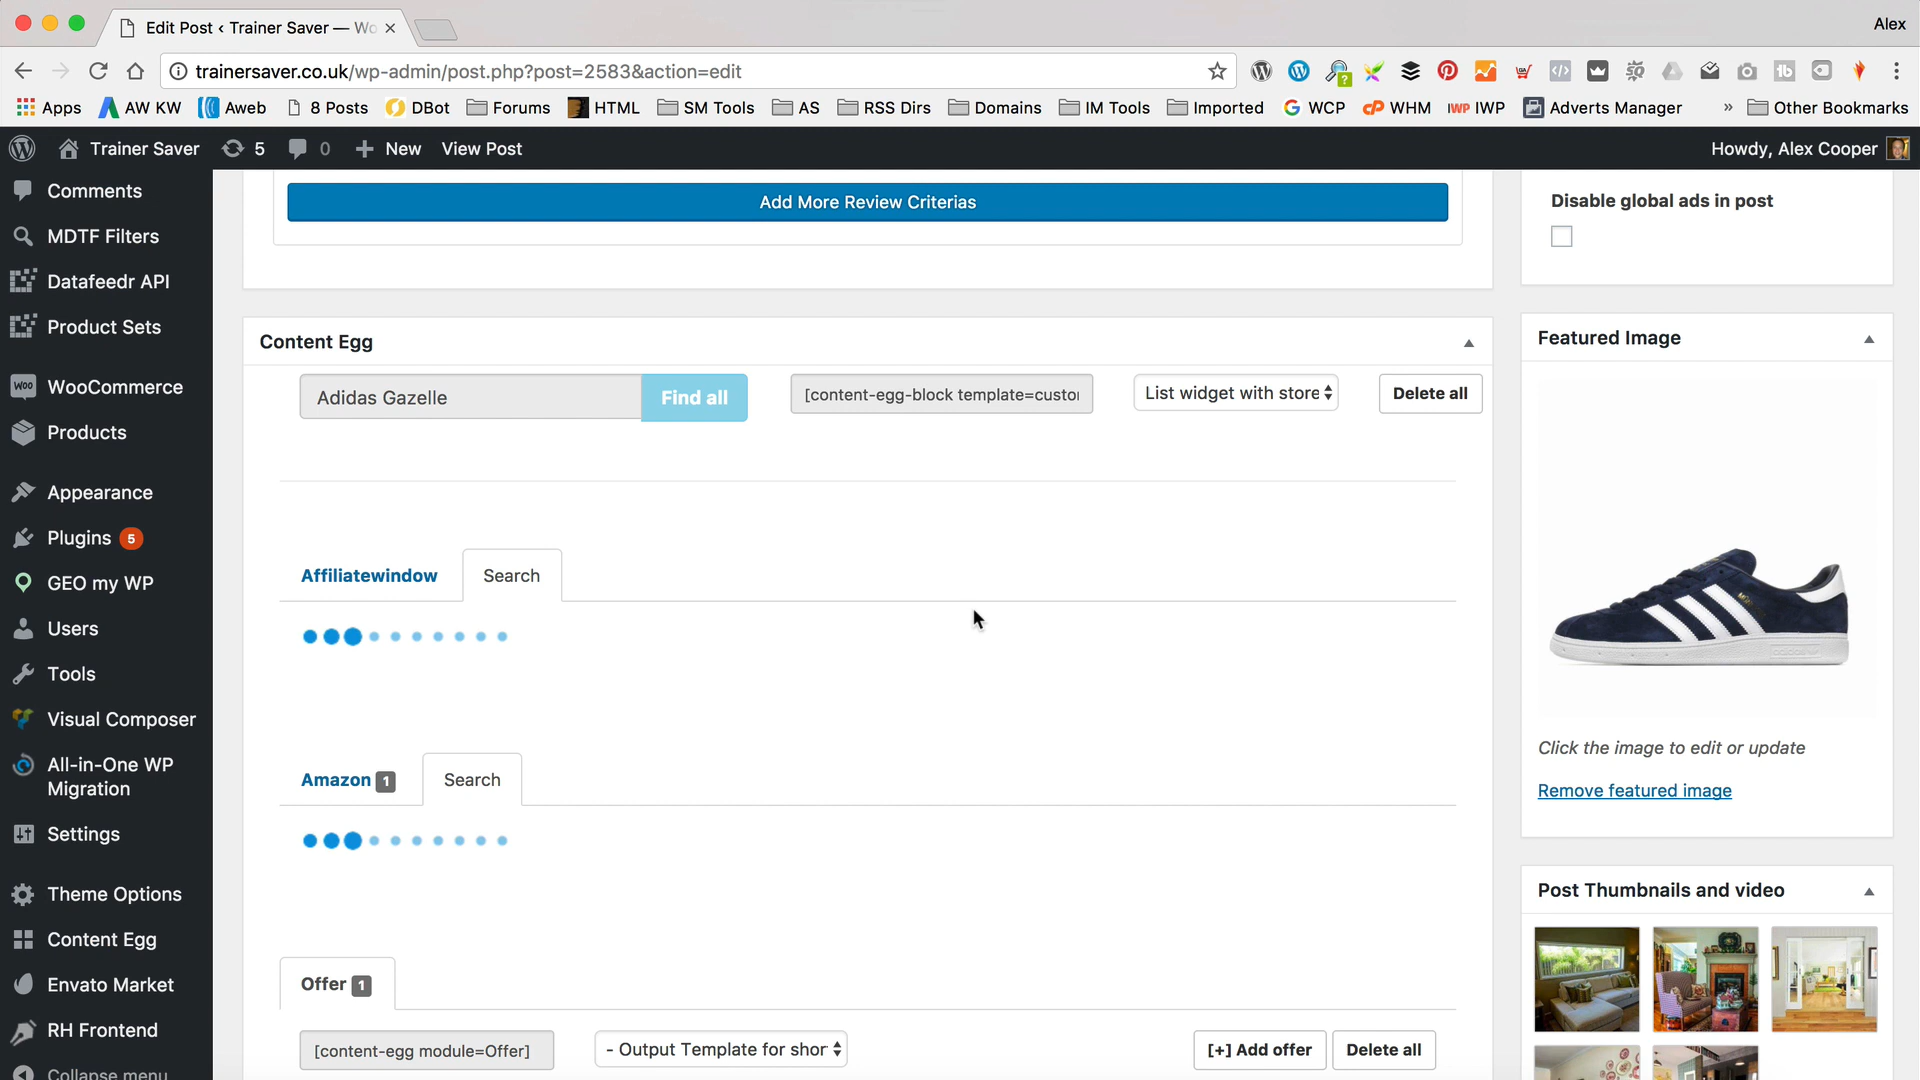 Edit Post ‹ Trainer Saver — Wo
Alex
trainersaver.co.uk/wp-admin/post.php?post=2583&action=edit
Apps
AW KW
Aweb
8 Posts
DBot
Forums
HTML
SM Tools
AS
RSS Dirs
Domains
IM Tools
Imported
WCP
WHM
IWP
Adverts Manager
»
Other Bookmarks
Trainer Saver
5
0
New
View Post
Howdy, Alex Cooper
Comments
MDTF Filters
Datafeedr API
Product Sets
WooCommerce
Products
Appearance
Plugins 5
GEO my WP
Users
Tools
Visual Composer
All-in-One WP
Migration
Settings
Theme Options
Content Egg
Envato Market
RH Frontend
Collapse menu
Add More Review Criterias
Content Egg
Adidas Gazelle
Find all
[content-egg-block template=custor
List widget with store
Delete all
Affiliatewindow
Search
Amazon 1
Search
Offer 1
[content-egg module=Offer]
- Output Template for shor
[+] Add offer
Delete all
Disable global ads in post
Featured Image
Click the image to edit or update
Remove featured image
Post Thumbnails and video